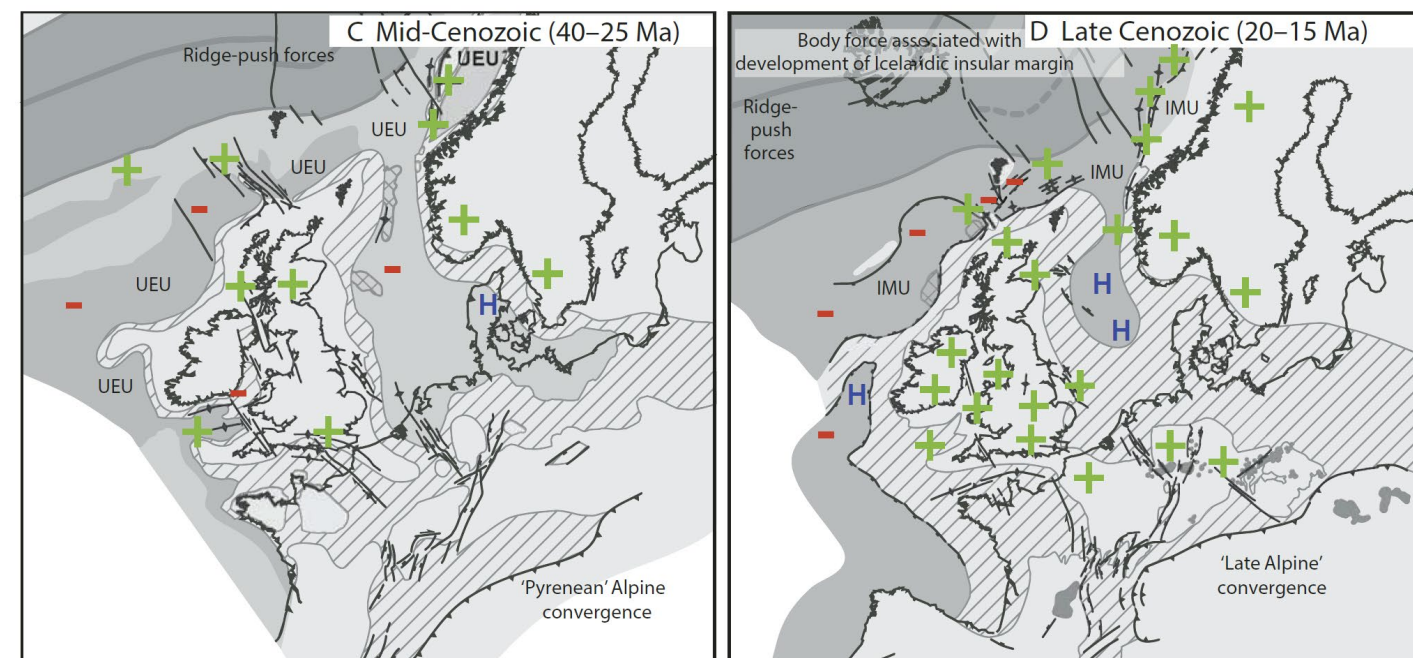 C Mid-Cenozoic (40–25 Ma)
Ridge-push forces
UEU
UEU
UEU
UEU
H
UEU
'Pyrenean' Alpine
convergence
D Late Cenozoic (20–15 Ma)
Body force associated with
development of Icelandic insular margin
Ridge-
push
forces
IMU
IMU
IMU
H
H
H
'Late Alpine'
convergence